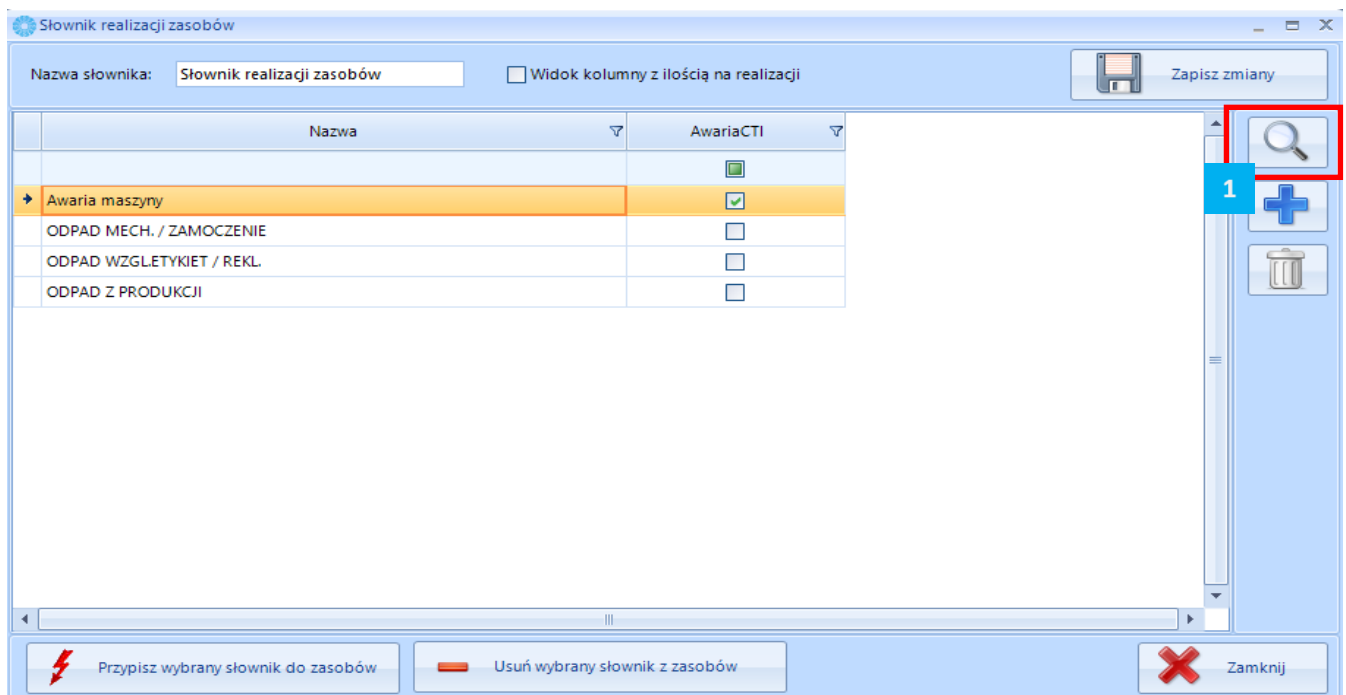 Słownik realizacji zasobów
Nazwa słownika: Słownik realizacji zasobów Widok kolumny z ilością na realizacji Zapisz zmiany
Nazwa AwariaCTI
Awaria maszyny
1
ODPAD MECH. / ZAMOCZENIE
ODPAD WZGL.ETYKIET / REKL.
ODPAD Z PRODUKCJI
Przypisz wybrany słownik do zasobów Usuń wybrany słownik z zasobów Zamknij